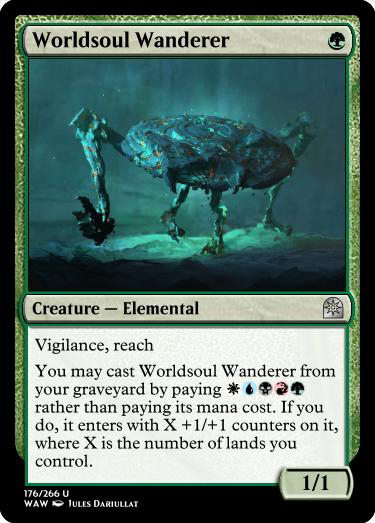 Worldsoul Wanderer
Creature — Elemental
Vigilance, reach
You may cast Worldsoul Wanderer from
your graveyard by paying
rather than paying its mana cost. If you
do, it enters with X +1/+1 counters on it,
where X is the number of lands you
control.
1/1
176/266 U
WAW Jules Dariullat